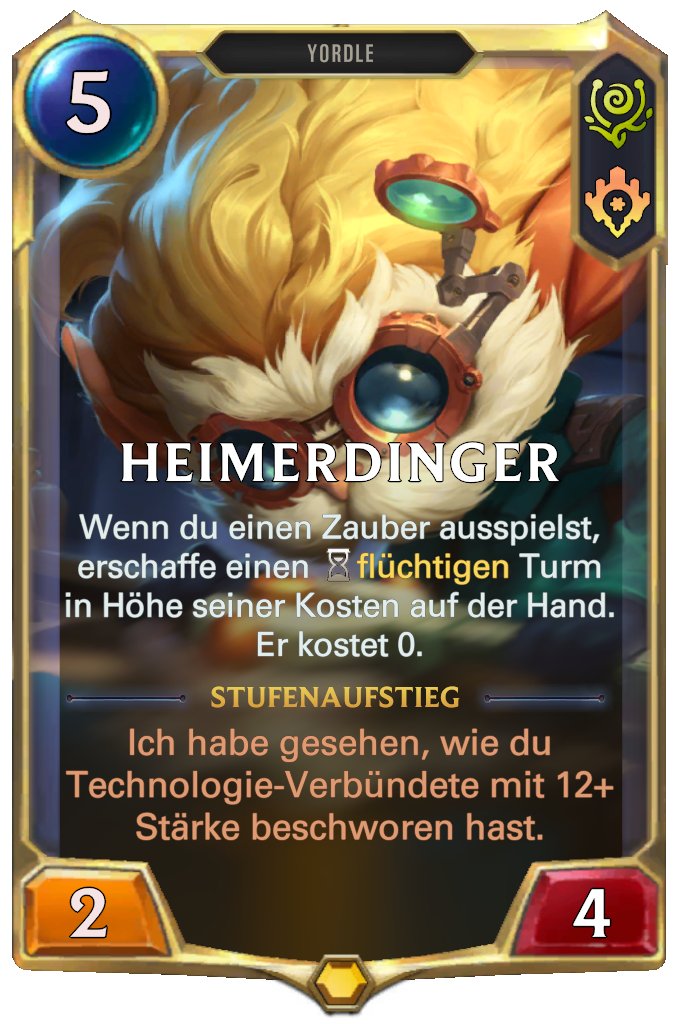 YORDLE
5
HEIMERDINGER
Wenn du einen Zauber ausspielst,
erschaffe einen flüchtigen Turm
in Höhe seiner Kosten auf der Hand.
Er kostet 0.
STUFENAUFSTIEG
Ich habe gesehen, wie du
Technologie-Verbündete mit 12+
Stärke beschworen hast.
2
4